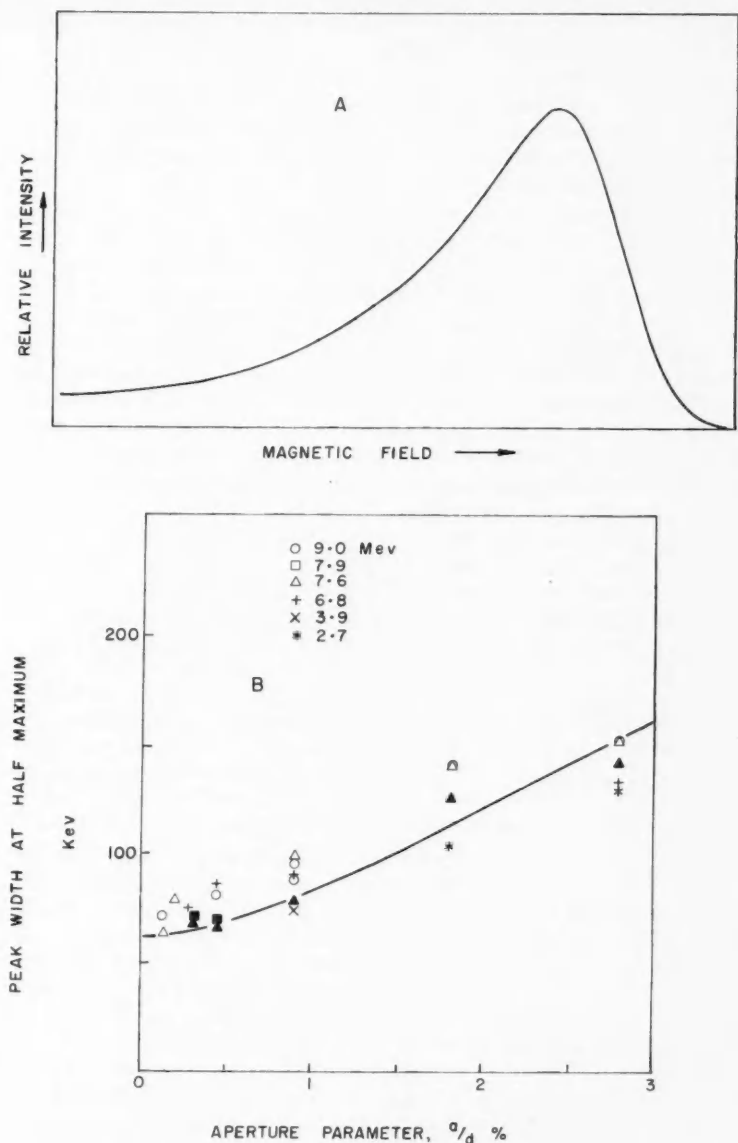 A
RELATIVE INTENSITY
MAGNETIC FIELD
9·0 Mev
7·9
7·6
6·8
3·9
2·7
B
PEAK WIDTH AT HALF MAXIMUM
Kev
200
100
0 1 2 3
APERTURE PARAMETER, a/d %